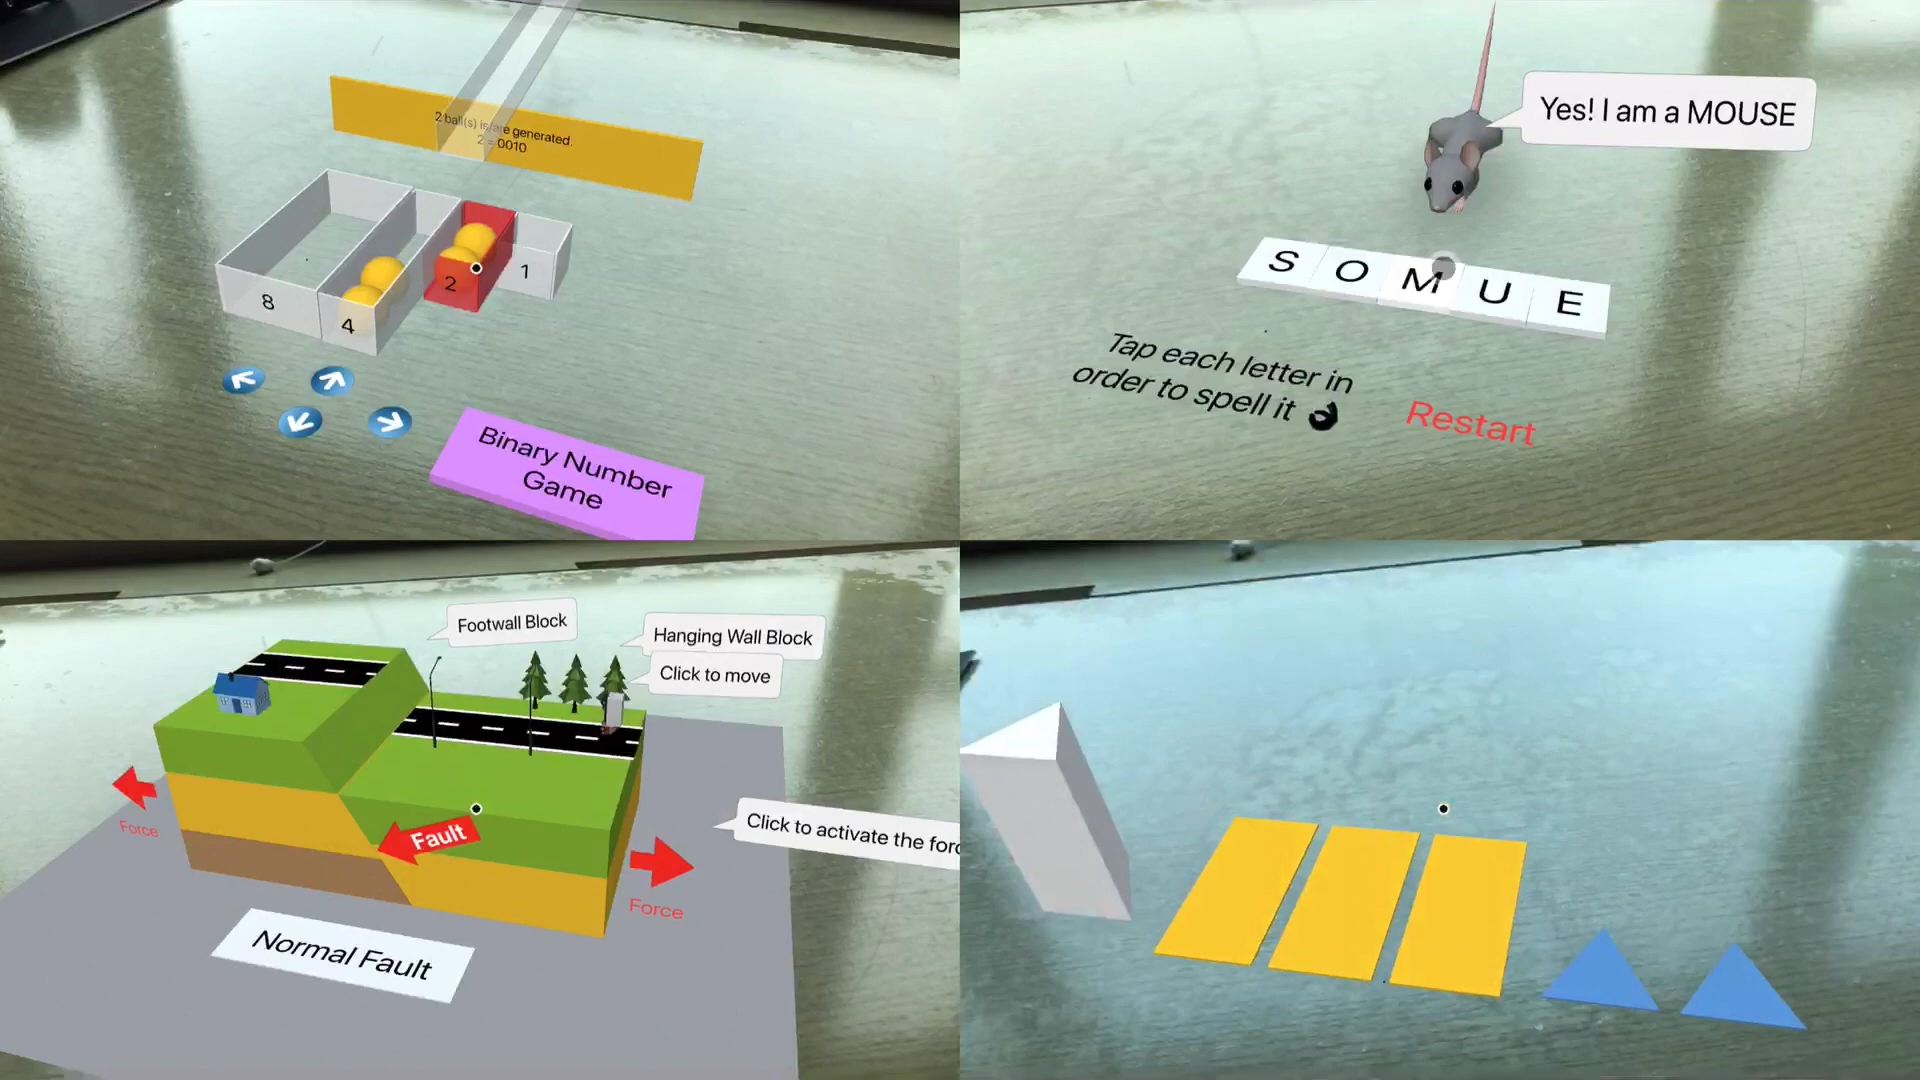 2 ball(s) is/are generated.
2 = 0010
8
4
2
1
Binary Number
Game
Yes! I am a MOUSE
S O M U E
Tap each letter in
order to spell it
Restart
Footwall Block
Hanging Wall Block
Click to move
Force
Fault
Click to activate the forc
Force
Normal Fault